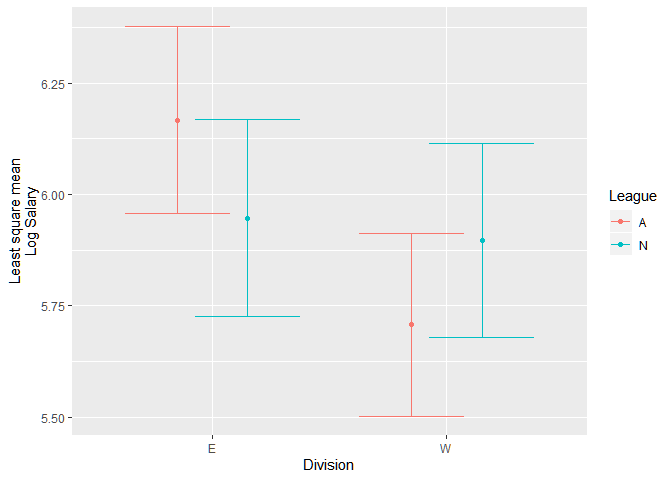 6.25
6.00
5.75
5.50
Least square mean
Log Salary
E
W
Division
League
A
N